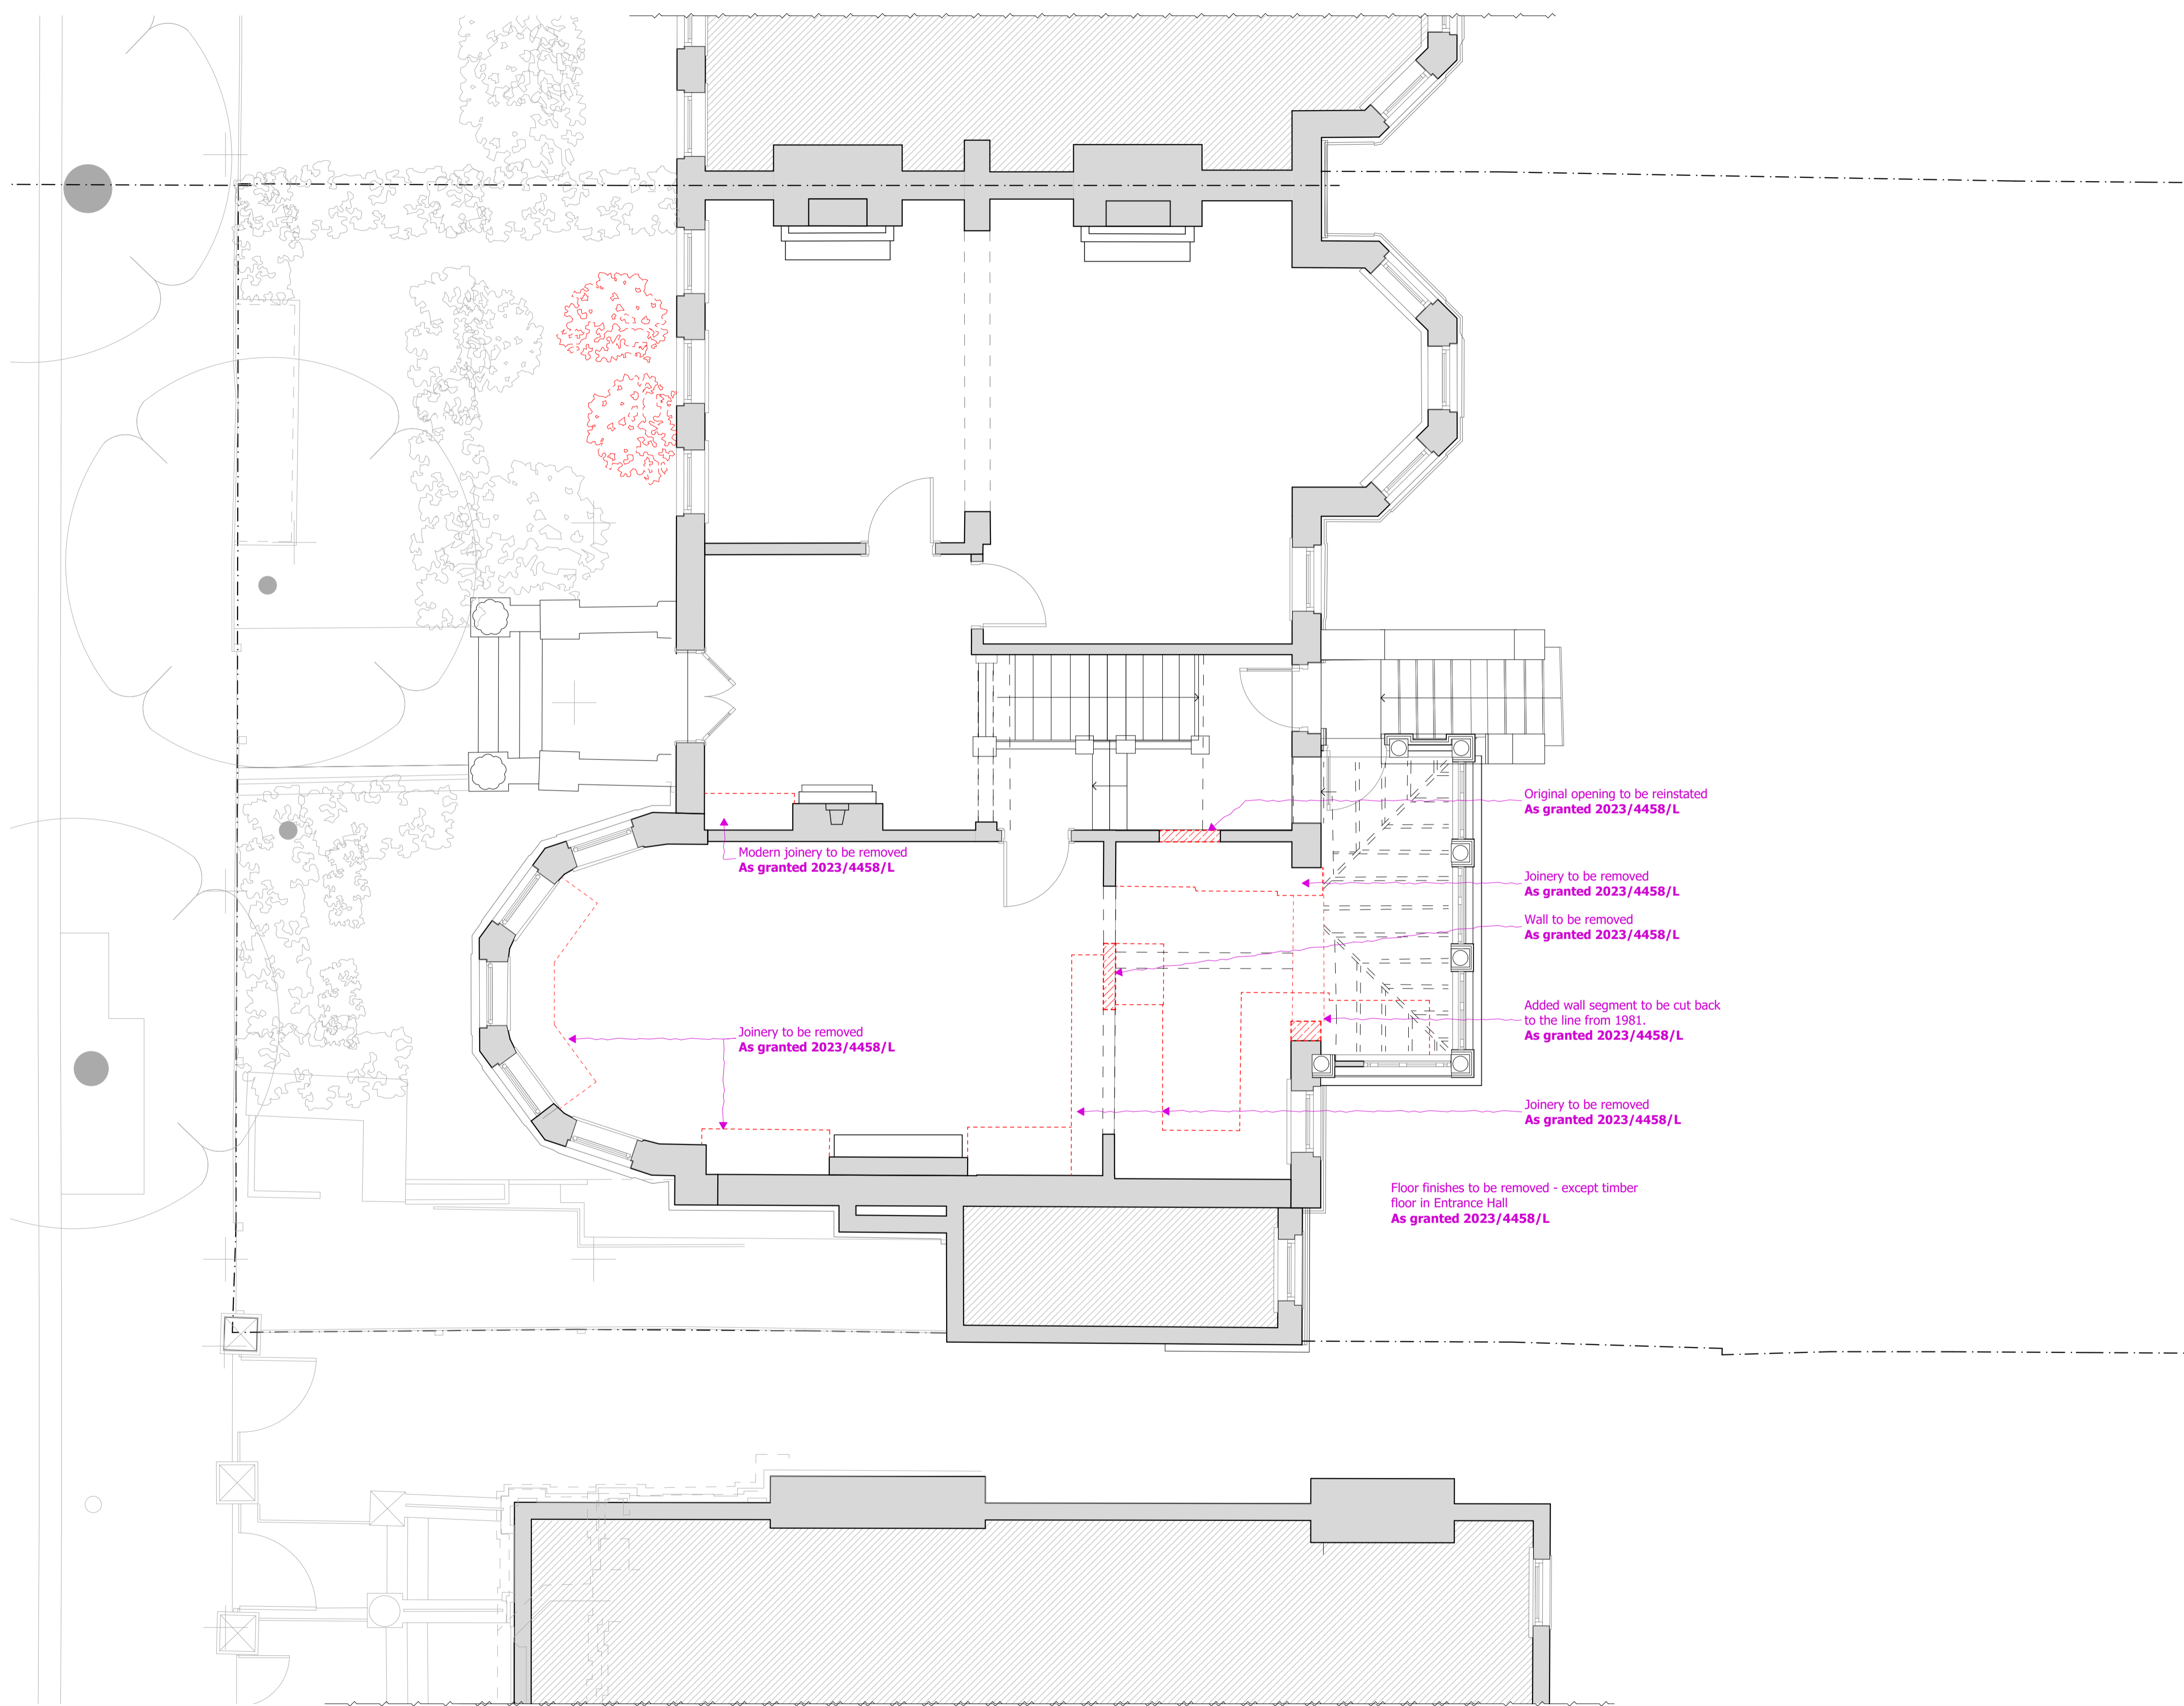 Original opening to be reinstated
As granted 2023/4458/L
Modern joinery to be removed
As granted 2023/4458/L
Joinery to be removed
As granted 2023/4458/L
Wall to be removed
As granted 2023/4458/L
Added wall segment to be cut back
to the line from 1981.
As granted 2023/4458/L
Joinery to be removed
As granted 2023/4458/L
Joinery to be removed
As granted 2023/4458/L
Floor finishes to be removed - except timber
floor in Entrance Hall
As granted 2023/4458/L